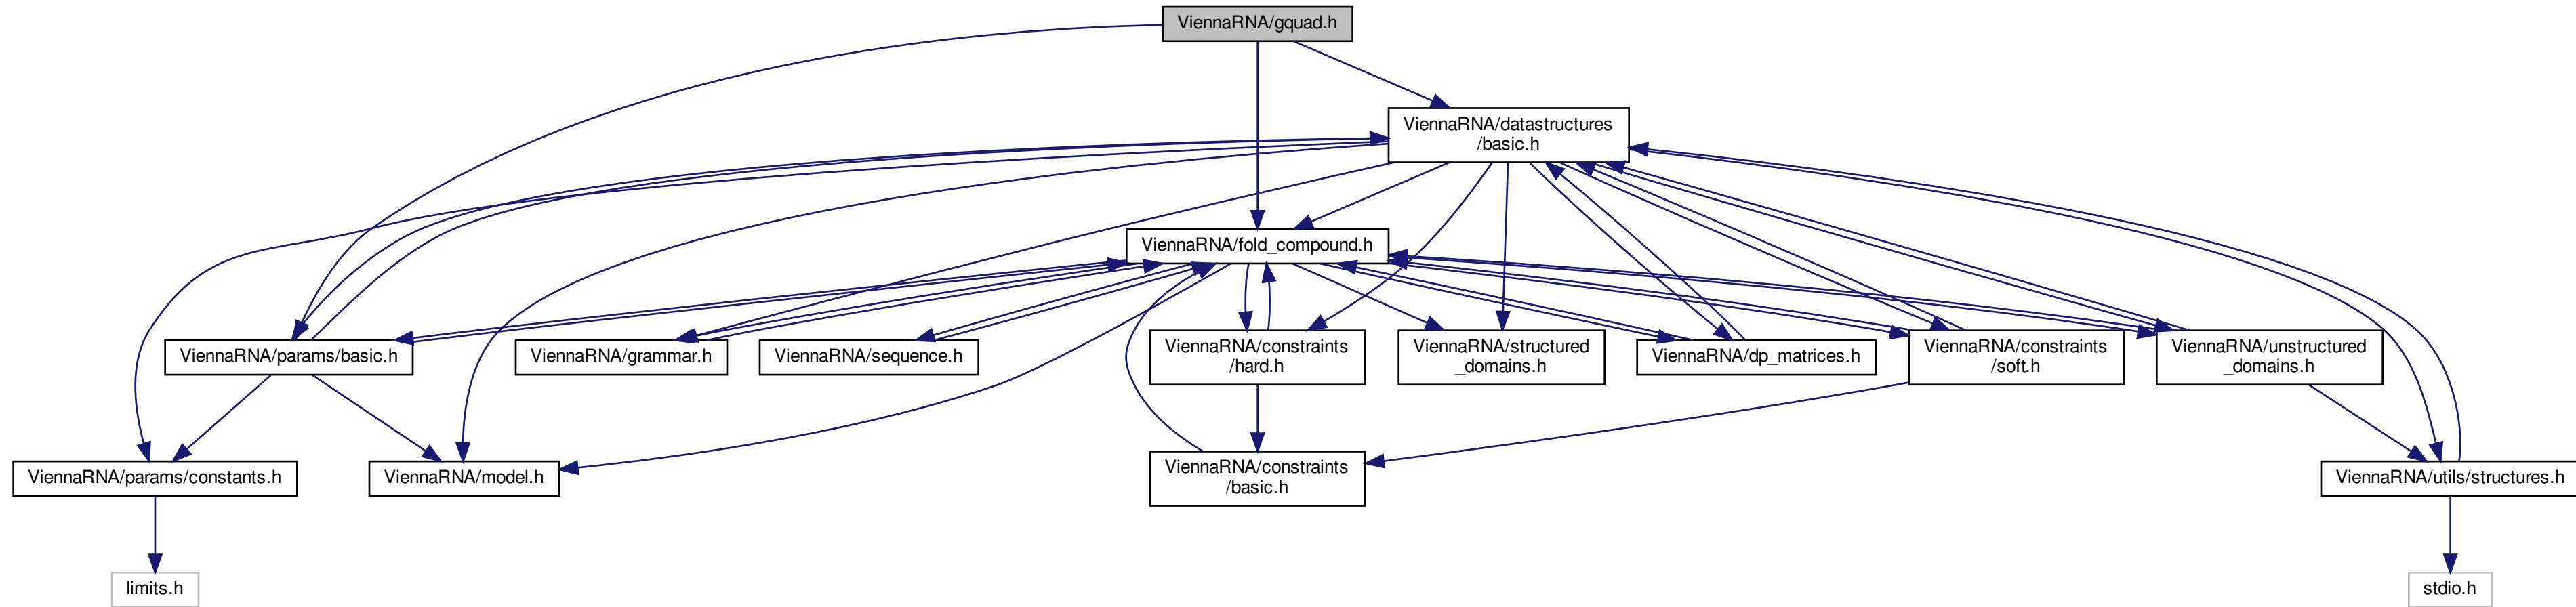 ViennaRNA/gquad.h
ViennaRNA/datastructures
/basic.h
ViennaRNA/fold_compound.h
ViennaRNA/params/basic.h
ViennaRNA/grammar.h
ViennaRNA/sequence.h
ViennaRNA/constraints
/hard.h
ViennaRNA/structured
_domains.h
ViennaRNA/dp_matrices.h
ViennaRNA/constraints
/soft.h
ViennaRNA/unstructured
_domains.h
ViennaRNA/params/constants.h
ViennaRNA/model.h
ViennaRNA/constraints
/basic.h
ViennaRNA/utils/structures.h
limits.h
stdio.h